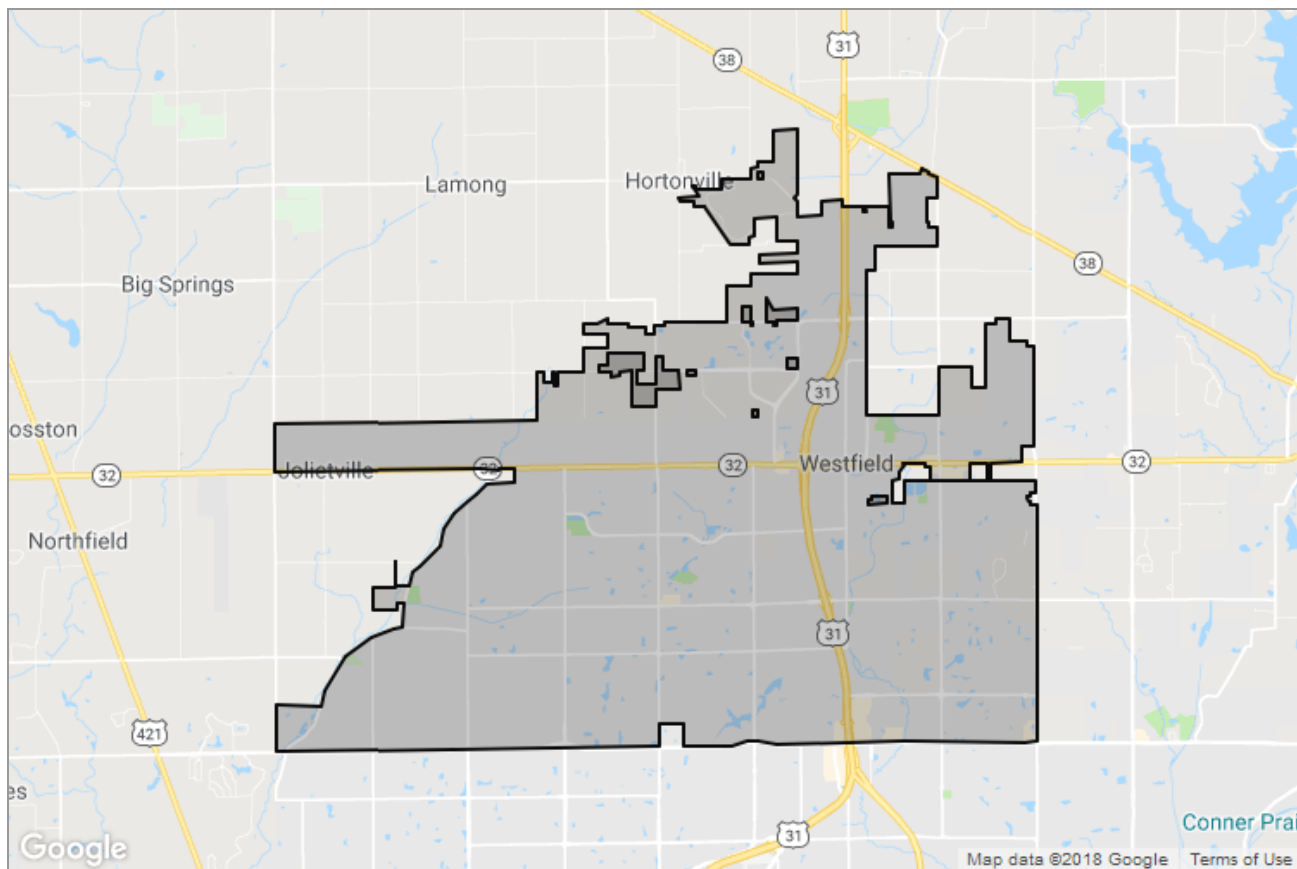 31
38
Lamong
Hortonville
38
Big Springs
31
osston
32
Jolietville
32
32
Westfield
32
Northfield
31
421
es
31
Conner Prai
Google
Map data ©2018 Google
Terms of Use